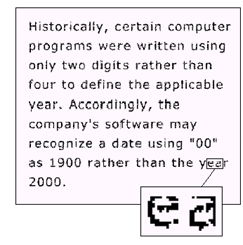 Historically, certain computer
programs were written using
only two digits rather than
four to define the applicable
year. Accordingly, the
company's software may
recognize a date using "00"
as 1900 rather than the year
2000.
ea